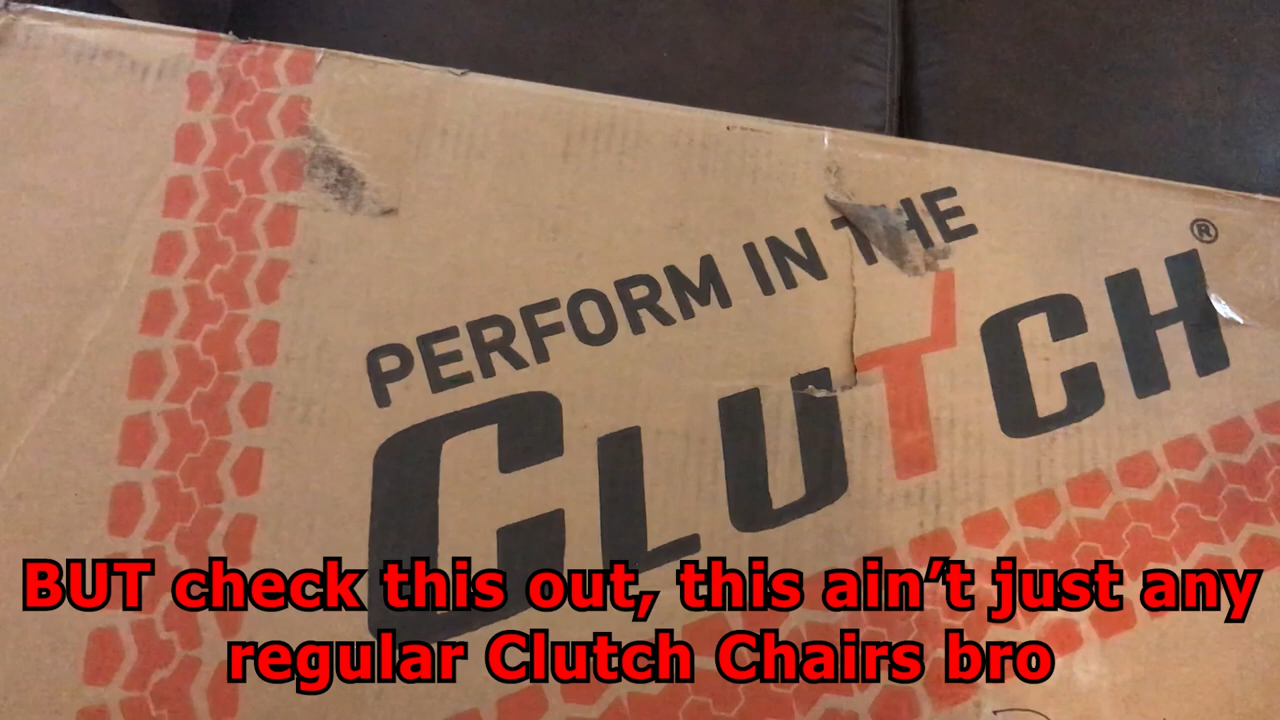 PERFORM IN THE
CLUTCH®
BUT check this out, this ain’t just any
regular Clutch Chairs bro